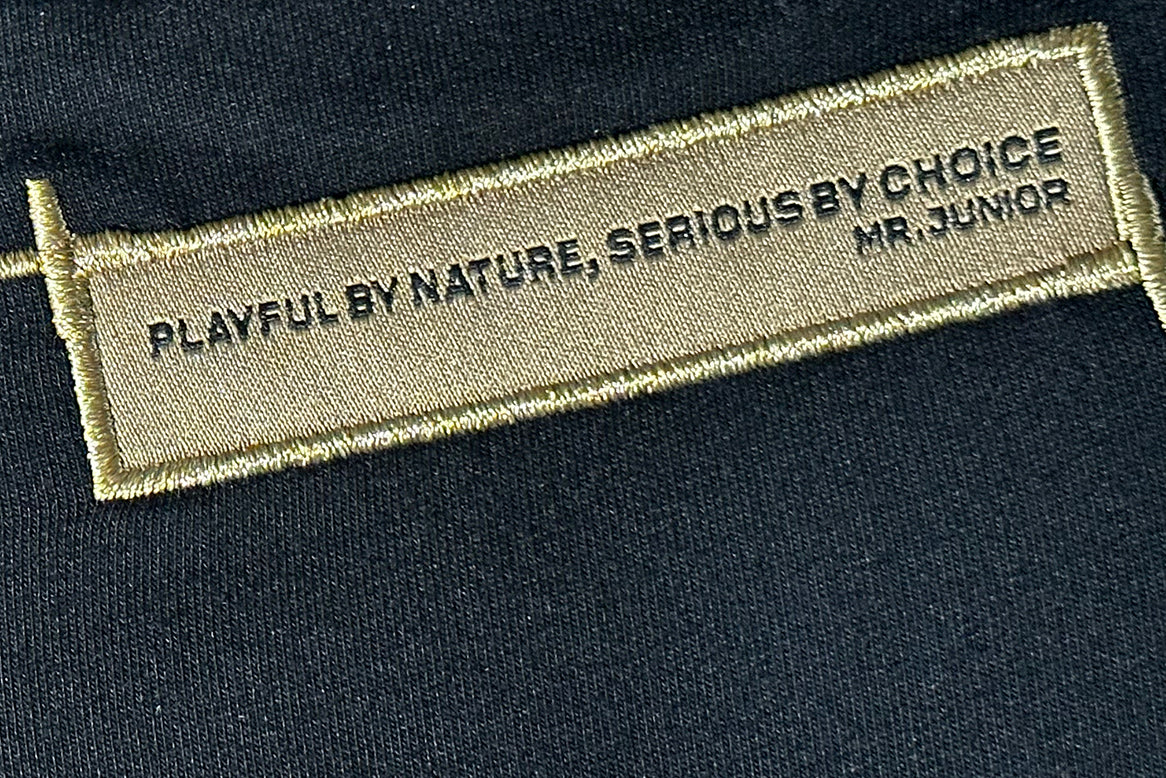 PLAYFUL BY NATURE, SERIOUS BY CHOICE
MR. JUNIOR